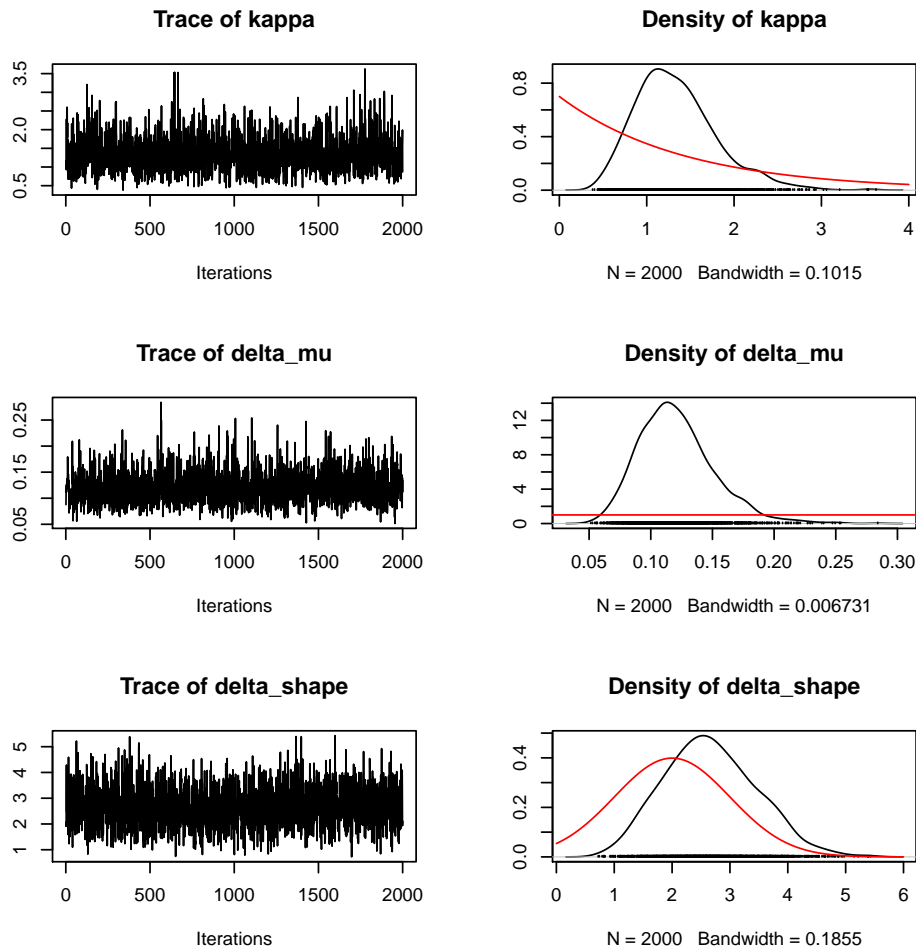 Trace of kappa
0.5 2.0 3.5
0 500 1000 1500 2000
Iterations
Density of kappa
0.0 0.4 0.8
0 1 2 3 4
N = 2000 Bandwidth = 0.1015
Trace of delta_mu
0.05 0.15 0.25
0 500 1000 1500 2000
Iterations
Density of delta_mu
0 4 8 12
0.05 0.10 0.15 0.20 0.25 0.30
N = 2000 Bandwidth = 0.006731
Trace of delta_shape
1 2 3 4 5
0 500 1000 1500 2000
Iterations
Density of delta_shape
0.0 0.2 0.4
0 1 2 3 4 5 6
N = 2000 Bandwidth = 0.1855